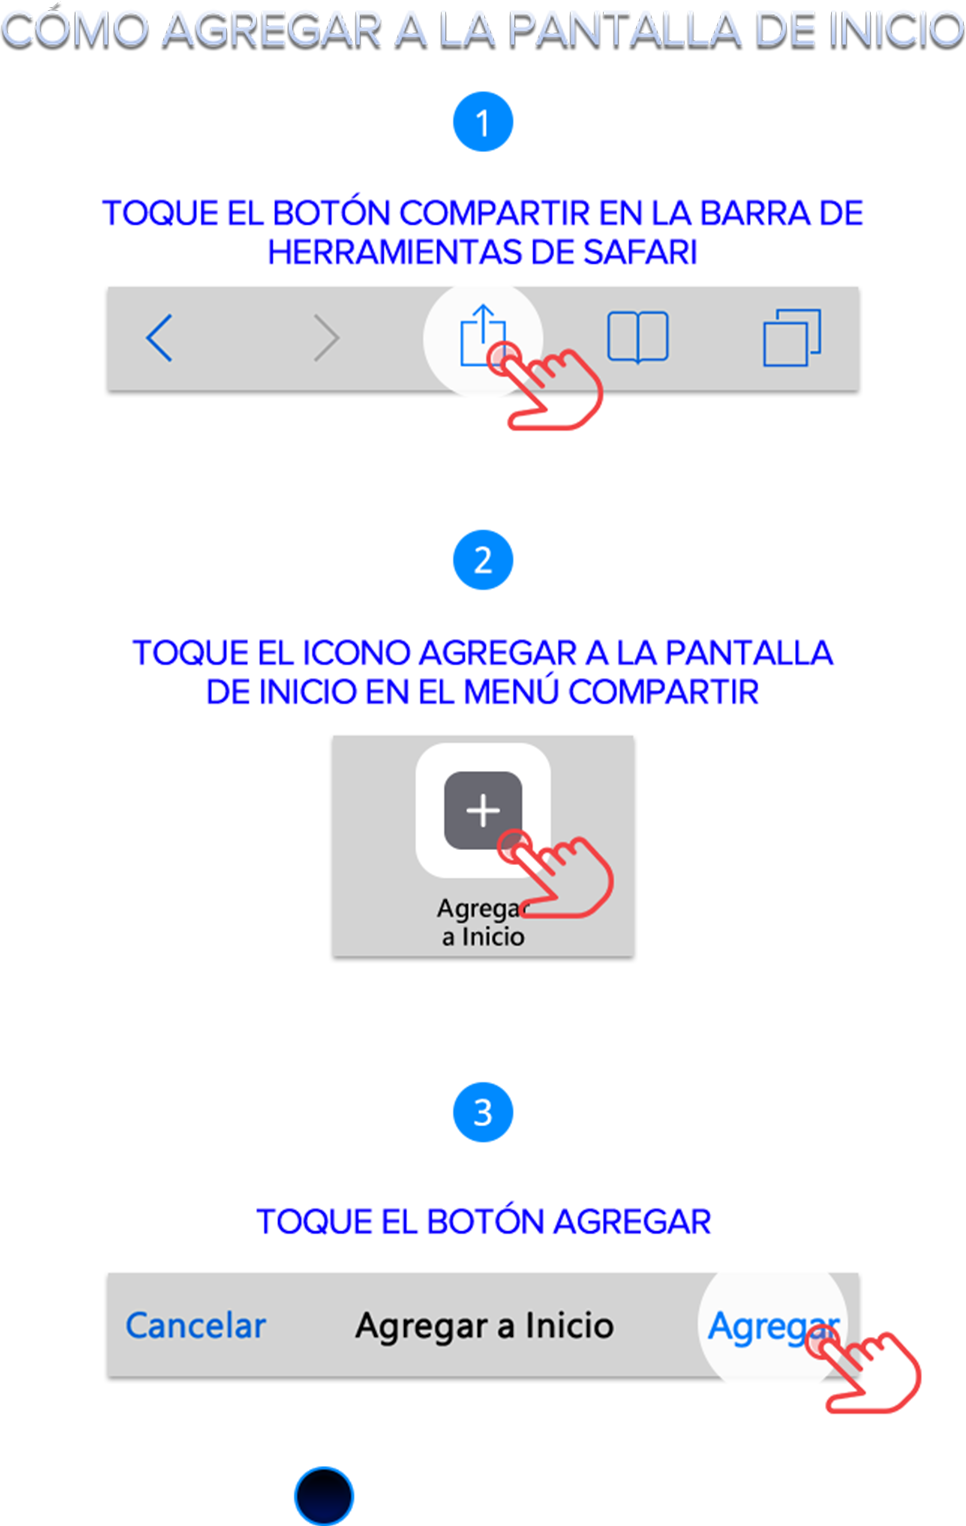 CÓMO AGREGAR A LA PANTALLA DE INICIO
1
TOQUE EL BOTÓN COMPARTIR EN LA BARRA DE
HERRAMIENTAS DE SAFARI
2
TOQUE EL ICONO AGREGAR A LA PANTALLA
DE INICIO EN EL MENÚ COMPARTIR
Agregar
a Inicio
3
TOQUE EL BOTÓN AGREGAR
Cancelar Agregar a Inicio Agregar